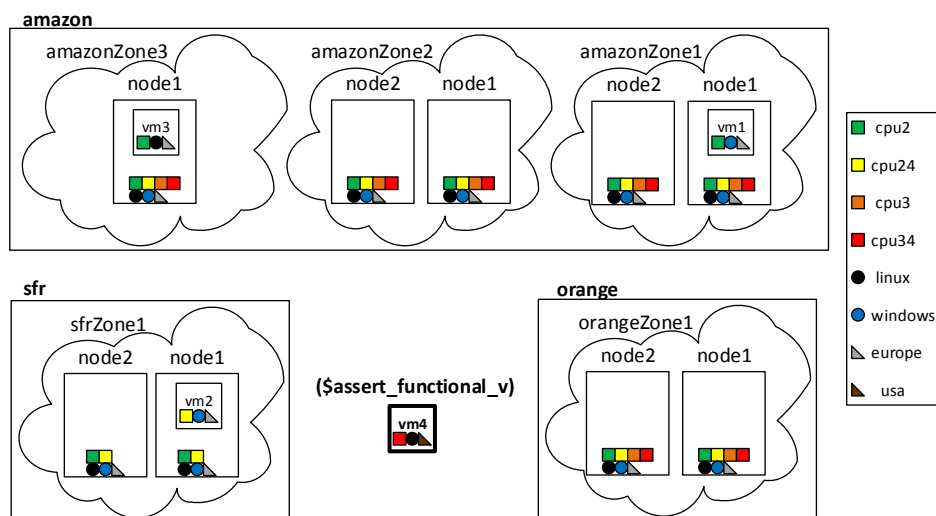 amazon
amazonZone3
amazonZone2
amazonZone1
node1
node2
node1
node2
node1
vm3
vm1
cpu2
cpu24
cpu3
cpu34
linux
windows
europe
usa
sfr
sfrZone1
node2
node1
vm2
($assert_functional_v)
vm4
orange
orangeZone1
node2
node1